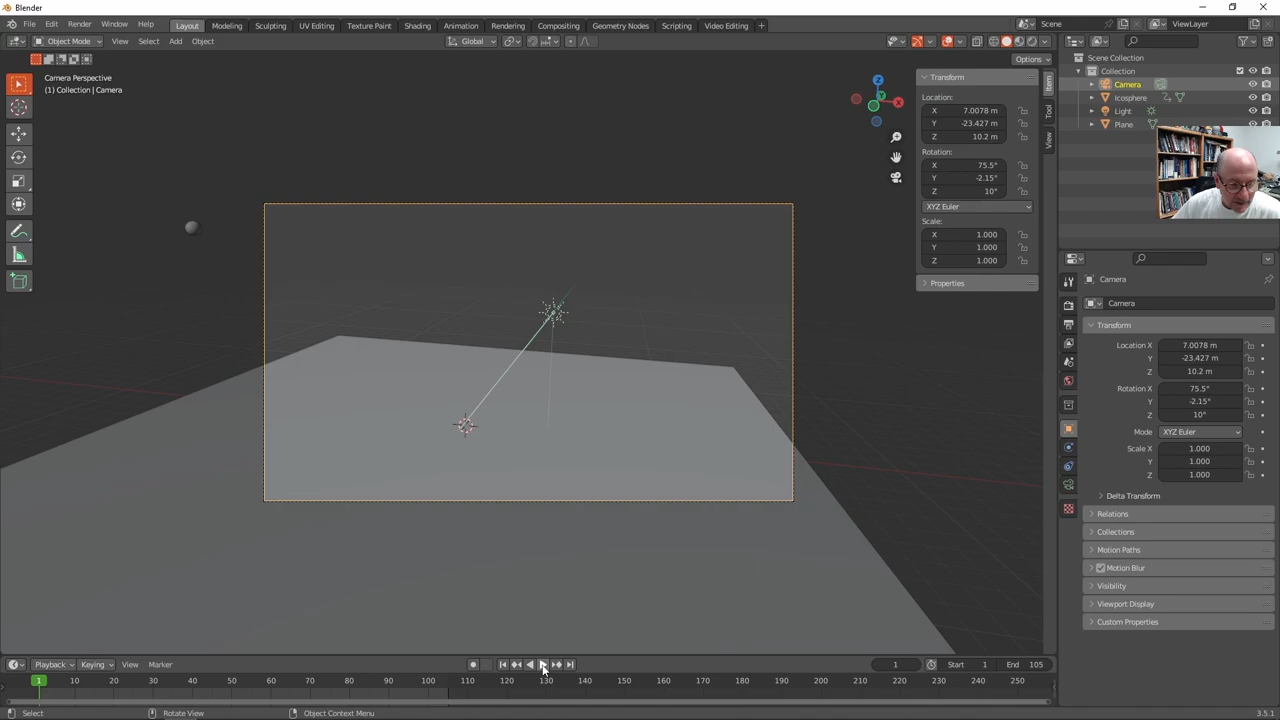 Blender
File Edit Render Window Help
Layout Modeling Sculpting UV Editing Texture Paint Shading Animation Rendering Compositing Geometry Nodes Scripting Video Editing +
Scene
ViewLayer
Object Mode View Select Add Object
Global
Options
Camera Perspective
(1) Collection | Camera
Z
Y
X
Transform
Location:
X 7.0078 m
Y -23.427 m
Z 10.2 m
Rotation:
X 75.5°
Y -2.15°
Z 10°
XYZ Euler
Scale:
X 1.000
Y 1.000
Z 1.000
Properties
Item
Tool
View
Scene Collection
Collection
Camera
Icosphere
Light
Plane
Camera
Camera
Transform
Location X 7.0078 m
Y -23.427 m
Z 10.2 m
Rotation X 75.5°
Y -2.15°
Z 10°
Mode XYZ Euler
Scale X 1.000
Y 1.000
Z 1.000
Delta Transform
Relations
Collections
Motion Paths
Motion Blur
Visibility
Viewport Display
Custom Properties
Playback Keying View Marker
1 Start 1 End 105
1 10 20 30 40 50 60 70 80 90 100 110 120 130 140 150 160 170 180 190 200 210 220 230 240 250
Select Rotate View Object Context Menu 3.5.1